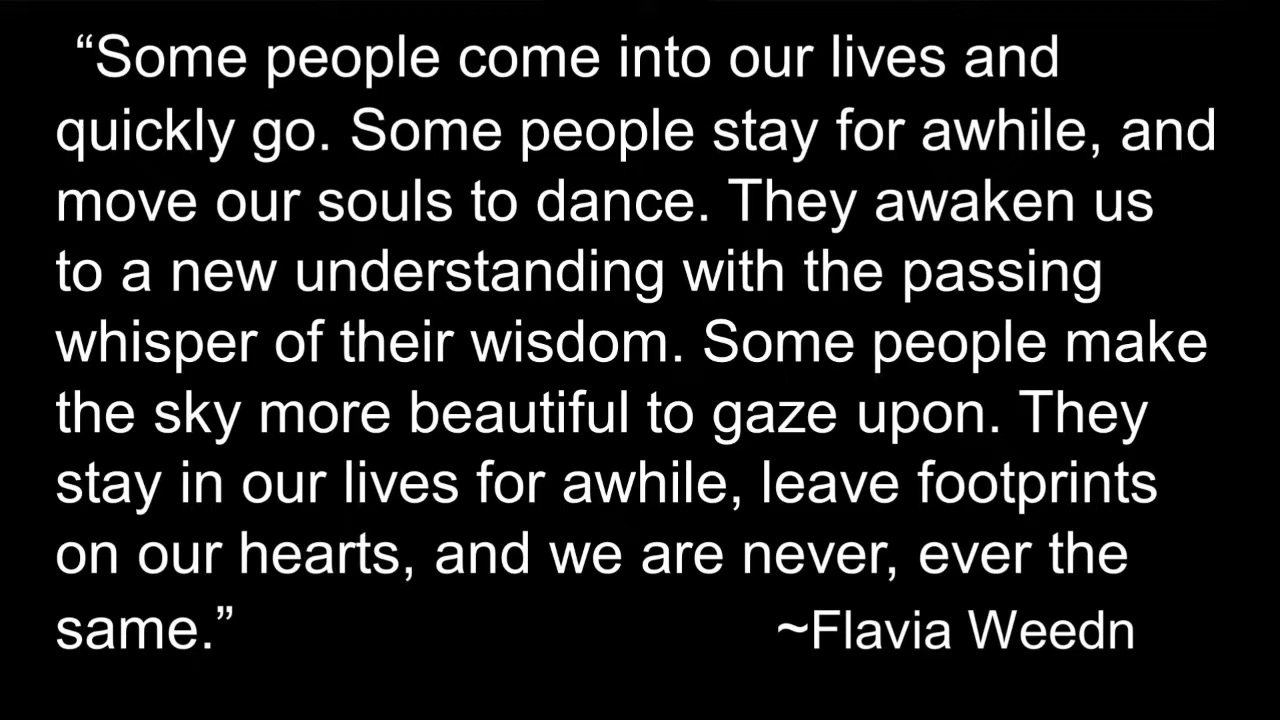 “Some people come into our lives and
quickly go. Some people stay for awhile, and
move our souls to dance. They awaken us
to a new understanding with the passing
whisper of their wisdom. Some people make
the sky more beautiful to gaze upon. They
stay in our lives for awhile, leave footprints
on our hearts, and we are never, ever the
same.” ~Flavia Weedn